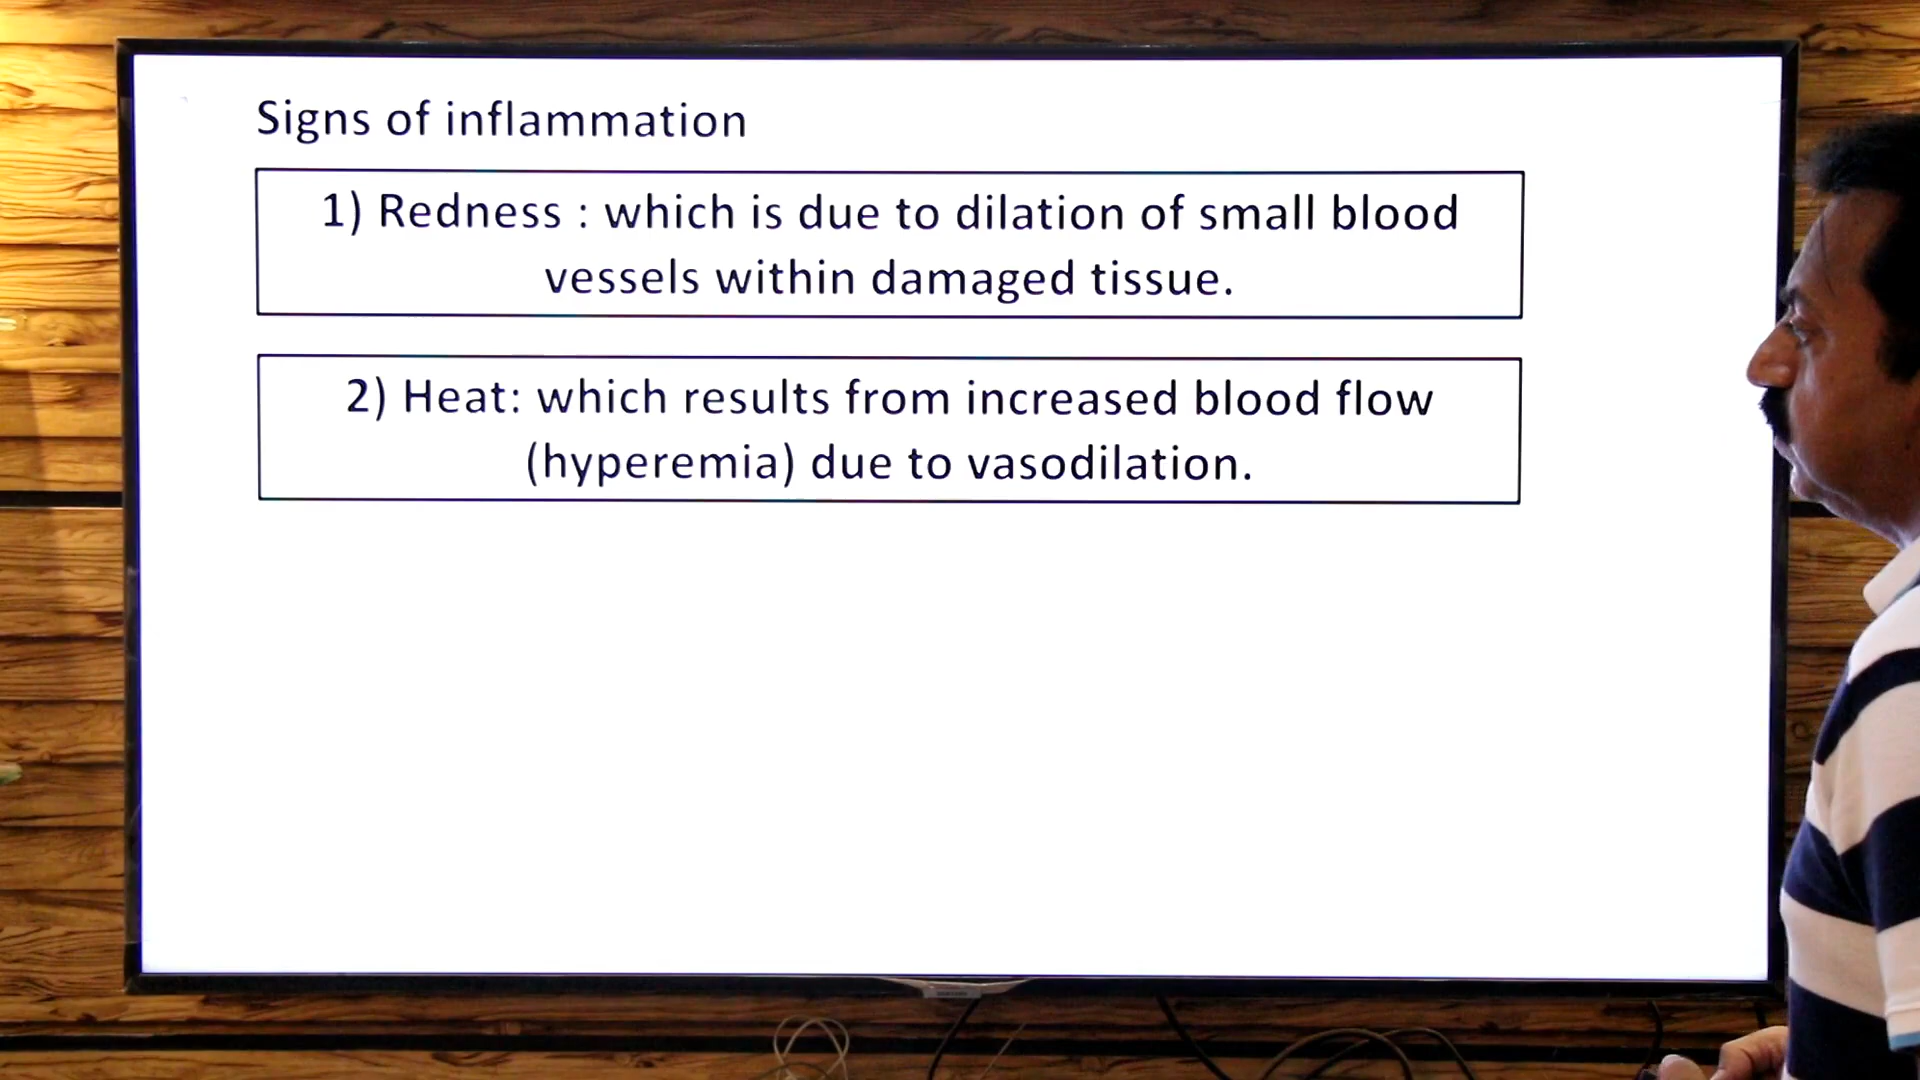 Signs of inflammation
1) Redness : which is due to dilation of small blood
vessels within damaged tissue.
2) Heat: which results from increased blood flow
(hyperemia) due to vasodilation.